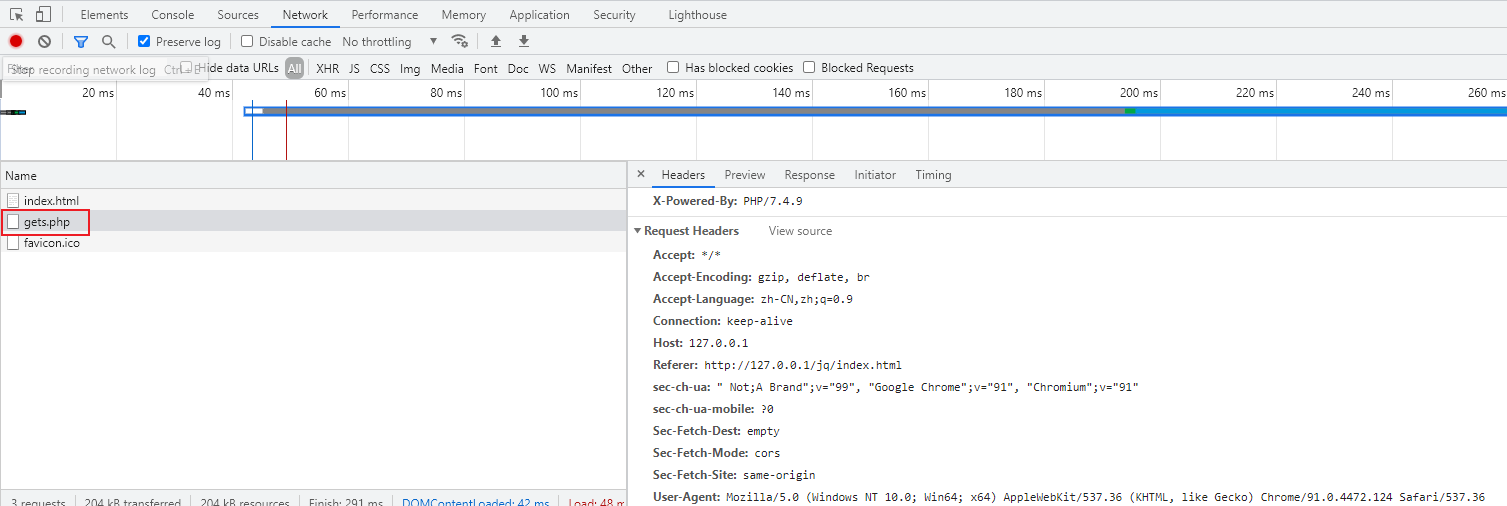 Elements Console Sources Network Performance Memory Application Security Lighthouse
Preserve log Disable cache No throttling
Stop recording network log Ctrl - E Hide data URLs All XHR JS CSS Img Media Font Doc WS Manifest Other Has blocked cookies Blocked Requests
20 ms 40 ms 60 ms 80 ms 100 ms 120 ms 140 ms 160 ms 180 ms 200 ms 220 ms 240 ms 260 ms
Name
index.html
gets.php
favicon.ico
3 requests 204 kB transferred 204 kB resources Finish: 291 ms DOMContentLoaded: 42 ms Load: 48 m
× Headers Preview Response Initiator Timing
X-Powered-By: PHP/7.4.9
Request Headers View source
Accept: */*
Accept-Encoding: gzip, deflate, br
Accept-Language: zh-CN,zh;q=0.9
Connection: keep-alive
Host: 127.0.0.1
Referer: http://127.0.0.1/jq/index.html
sec-ch-ua: " Not;A Brand";v="99", "Google Chrome";v="91", "Chromium";v="91"
sec-ch-ua-mobile: ?0
Sec-Fetch-Dest: empty
Sec-Fetch-Mode: cors
Sec-Fetch-Site: same-origin
User-Agent: Mozilla/5.0 (Windows NT 10.0; Win64; x64) AppleWebKit/537.36 (KHTML, like Gecko) Chrome/91.0.4472.124 Safari/537.36